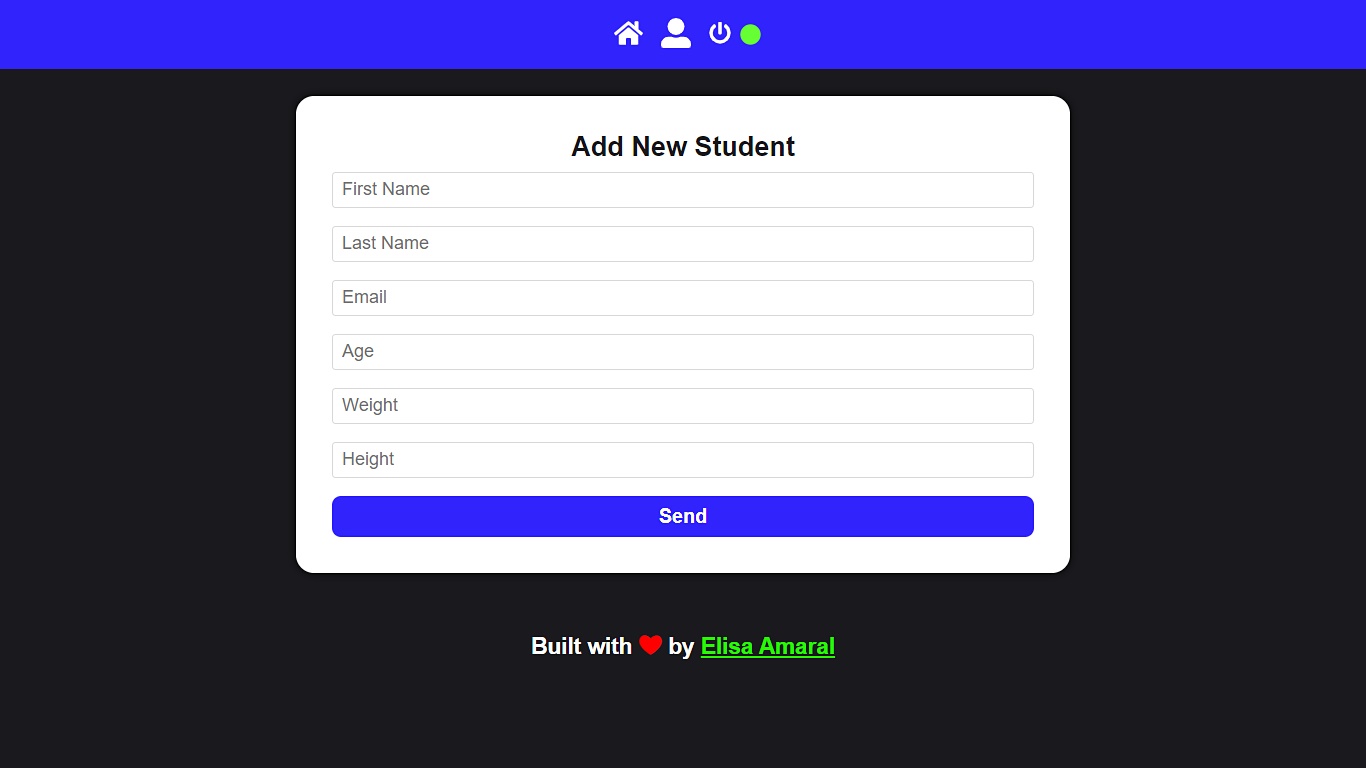 Add New Student
First Name
Last Name
Email
Age
Weight
Height
Send
Built with ❤ by Elisa Amaral